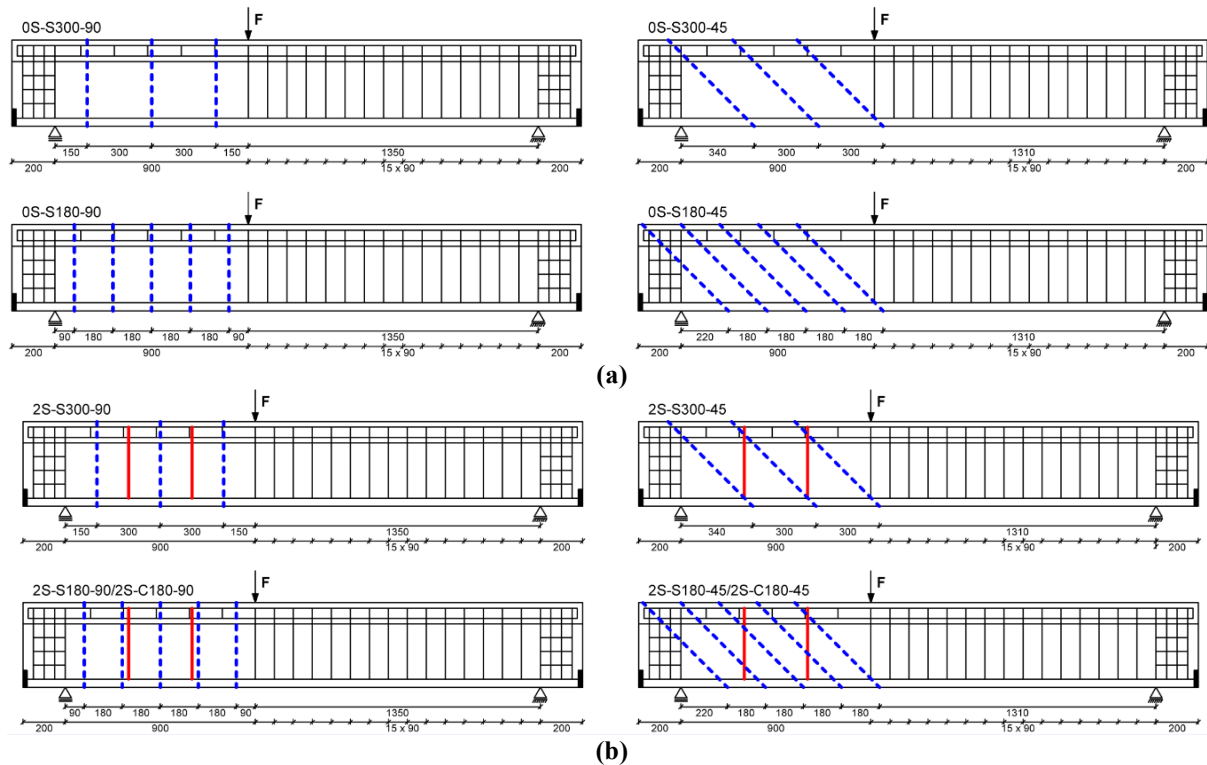 0S-S300-90
F
150 300 300 150 1350
200 900 15 x 90 200
0S-S300-45
F
340 300 300 1310
200 900 15 x 90 200
0S-S180-90
F
90 180 180 180 180 90 1350
200 900 15 x 90 200
0S-S180-45
F
220 180 180 180 1310
200 900 15 x 90 200
(a)
2S-S300-90
F
150 300 300 150 1350
200 900 15 x 90 200
2S-S300-45
F
340 300 300 1310
200 900 15 x 90 200
2S-S180-90/2S-C180-90
F
90 180 180 180 180 90 1350
200 900 15 x 90 200
2S-S180-45/2S-C180-45
F
220 180 180 180 1310
200 900 15 x 90 200
(b)